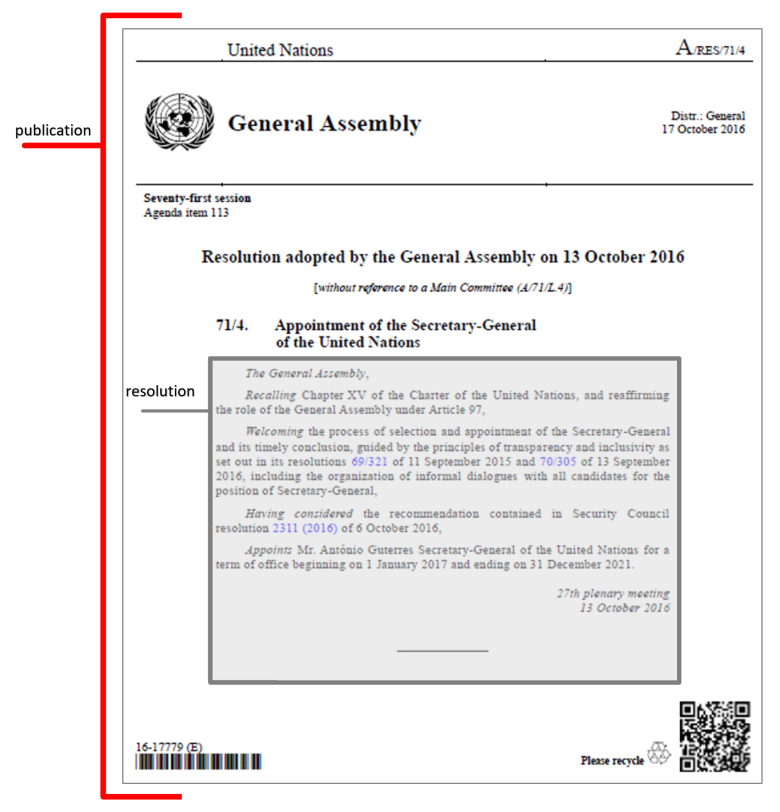 United Nations A/RES/71/4
General Assembly
Distr.: General
17 October 2016
publication
Seventy-first session
Agenda item 113
Resolution adopted by the General Assembly on 13 October 2016
[without reference to a Main Committee (A/71/L.4)]
71/4. Appointment of the Secretary-General
of the United Nations
resolution
The General Assembly,
Recalling Chapter XV of the Charter of the United Nations, and reaffirming
the role of the General Assembly under Article 97,
Welcoming the process of selection and appointment of the Secretary-General
and its timely conclusion, guided by the principles of transparency and inclusivity as
set out in its resolutions 69/321 of 11 September 2015 and 70/305 of 13 September
2016, including the organization of informal dialogues with all candidates for the
position of Secretary-General,
Having considered the recommendation contained in Security Council
resolution 2311 (2016) of 6 October 2016,
Appoints Mr. António Guterres Secretary-General of the United Nations for a
term of office beginning on 1 January 2017 and ending on 31 December 2021.
27th plenary meeting
13 October 2016
16-17779 (E)
Please recycle